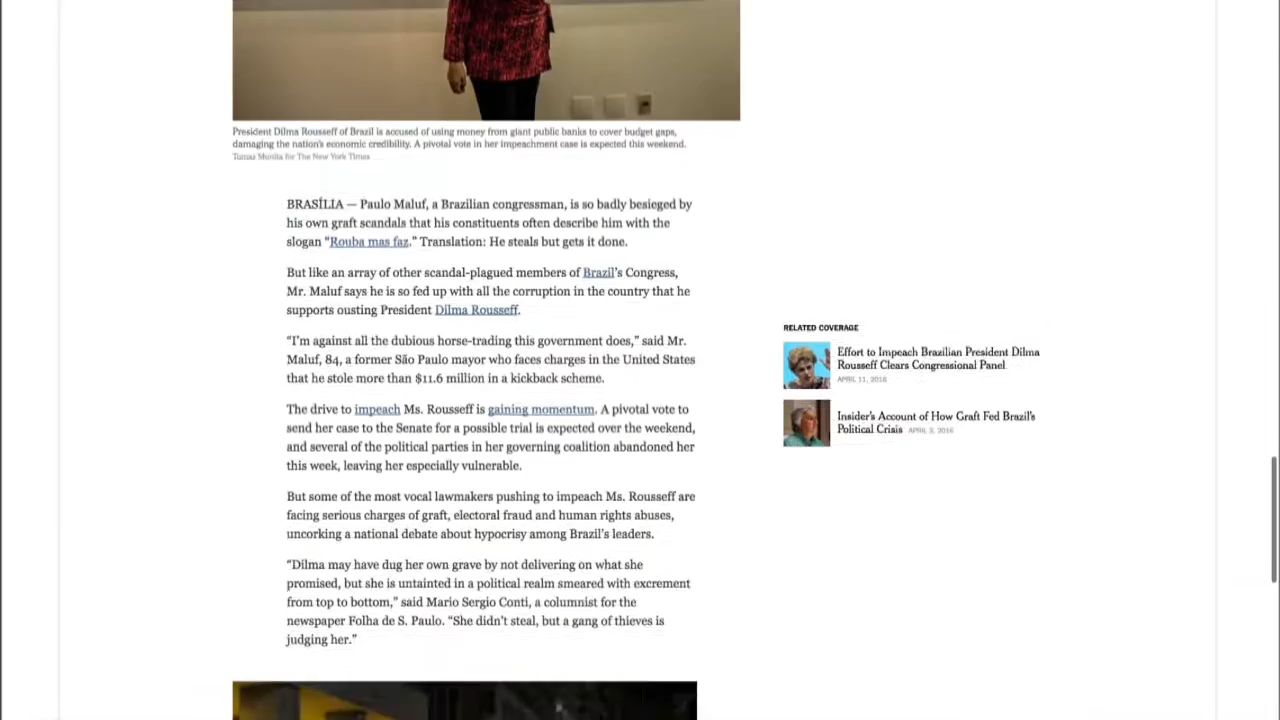 President Dilma Rousseff of Brazil is accused of using money from giant public banks to cover budget gaps,
damaging the nation's economic credibility. A pivotal vote in her impeachment case is expected this weekend.
for The New York Times
BRASÍLIA — Paulo Maluf, a Brazilian congressman, is so badly besieged by
his own graft scandals that his constituents often describe him with the
slogan “Rouba mas faz.” Translation: He steals but gets it done.
But like an array of other scandal-plagued members of Brazil’s Congress,
Mr. Maluf says he is so fed up with all the corruption in the country that he
supports ousting President Dilma Rousseff.
“I’m against all the dubious horse-trading this government does,” said Mr.
Maluf, 84, a former São Paulo mayor who faces charges in the United States
that he stole more than $11.6 million in a kickback scheme.
The drive to impeach Ms. Rousseff is gaining momentum. A pivotal vote to
send her case to the Senate for a possible trial is expected over the weekend,
and several of the political parties in her governing coalition abandoned her
this week, leaving her especially vulnerable.
But some of the most vocal lawmakers pushing to impeach Ms. Rousseff are
facing serious charges of graft, electoral fraud and human rights abuses,
uncorking a national debate about hypocrisy among Brazil’s leaders.
“Dilma may have dug her own grave by not delivering on what she
promised, but she is untainted in a political realm smeared with excrement
from top to bottom,” said Mario Sergio Conti, a columnist for the
newspaper Folha de S. Paulo. “She didn’t steal, but a gang of thieves is
judging her.”
RELATED COVERAGE
Effort to Impeach Brazilian President Dilma
Rousseff Clears Congressional Panel
APRIL 11, 2016
Insider’s Account of How Graft Fed Brazil’s
Political Crisis APRIL 3, 2016